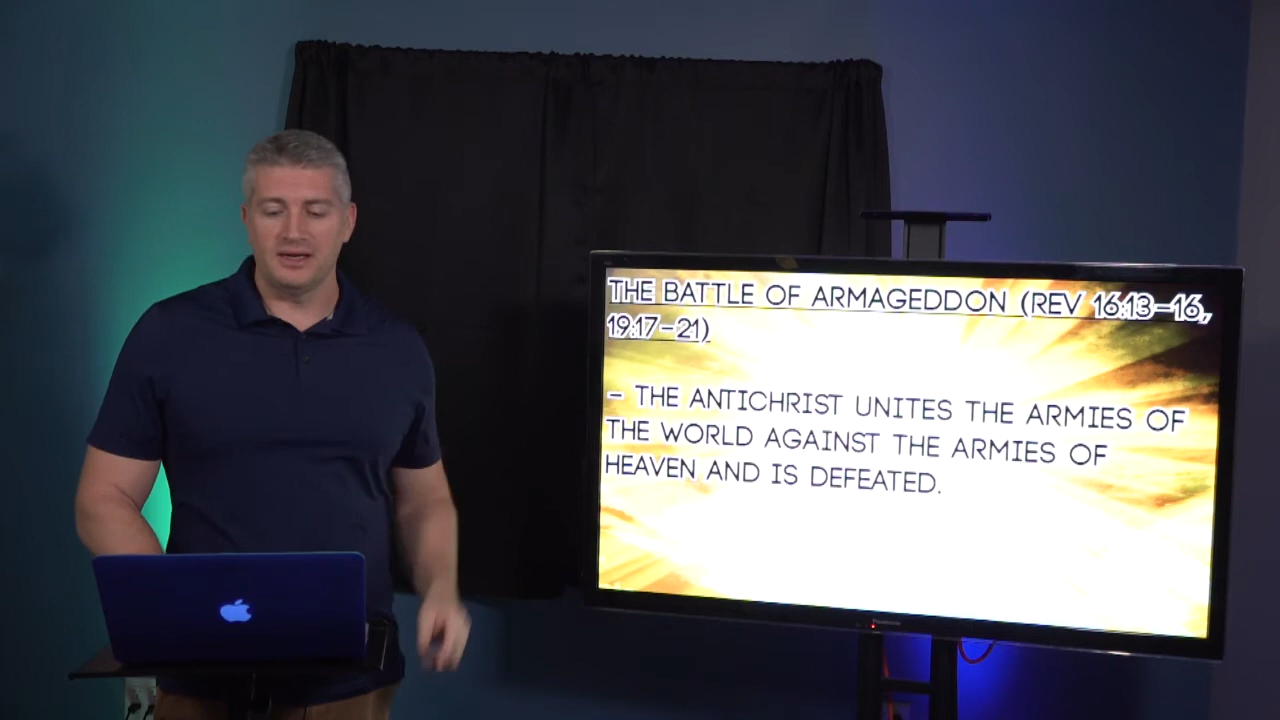 THE BATTLE OF ARMAGEDDON (REV 16:13-16,
19:17-21)
- THE ANTICHRIST UNITES THE ARMIES OF
THE WORLD AGAINST THE ARMIES OF
HEAVEN AND IS DEFEATED.